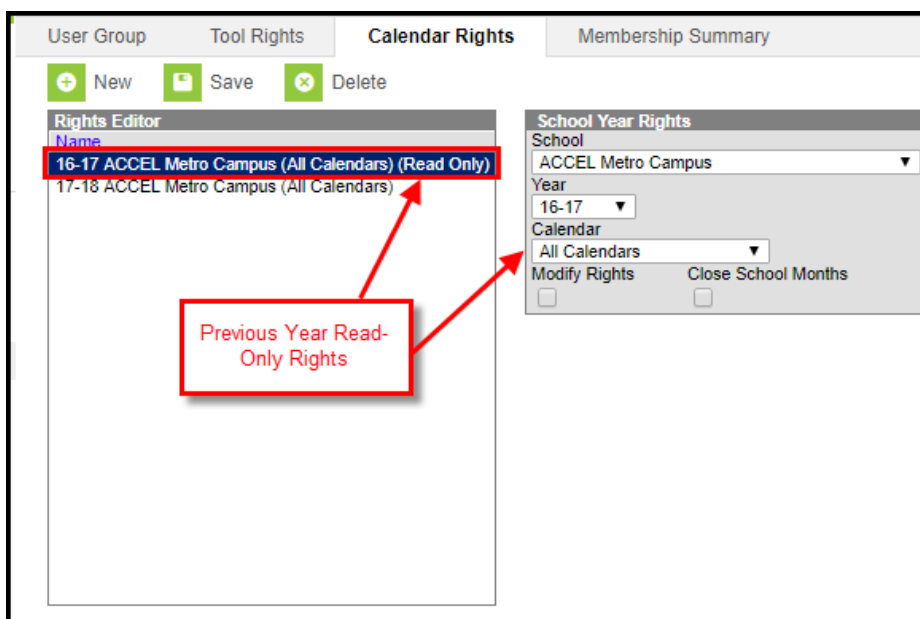 User Group Tool Rights Calendar Rights Membership Summary
New Save Delete
Rights Editor
Name
16-17 ACCEL Metro Campus (All Calendars) (Read Only)
17-18 ACCEL Metro Campus (All Calendars)
School Year Rights
School
ACCEL Metro Campus
Year
16-17
Calendar
All Calendars
Modify Rights Close School Months
Previous Year Read-
Only Rights